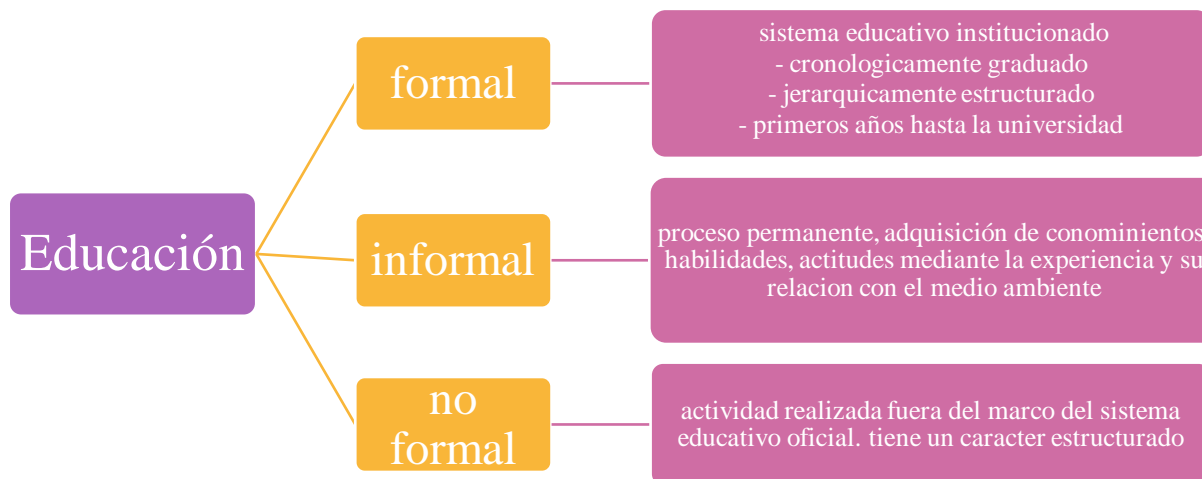 Educación
formal
sistema educativo institucionado
- cronologicamente graduado
- jerarquicamente estructurado
- primeros años hasta la universidad
informal
proceso permanente, adquisición de conominientos
habilidades, actitudes mediante la experiencia y su
relacion con el medio ambiente
no
formal
actividad realizada fuera del marco del sistema
educativo oficial. tiene un caracter estructurado